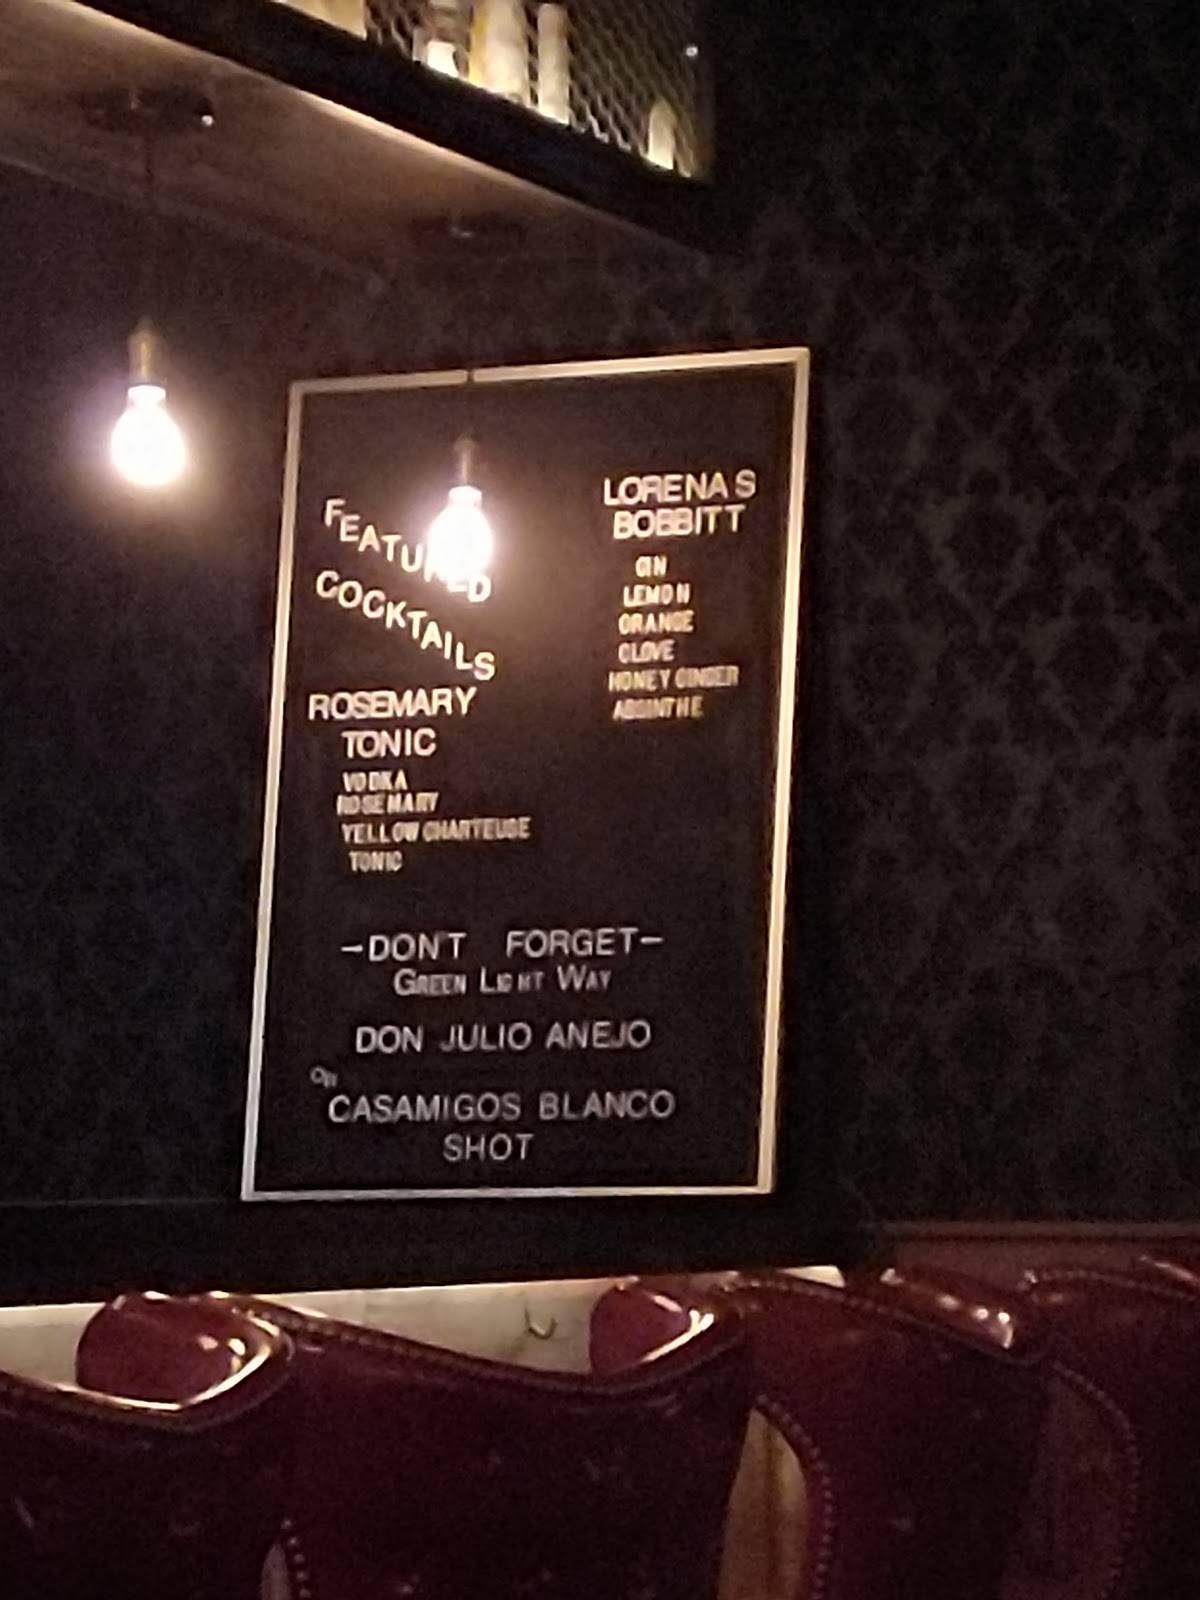 FEATURED
COCKTAILS
ROSEMARY
TONIC
VODKA
ROSEMARY
YELLOW CHARTEUSE
TONIC
LORENA S
BOBBITT
GIN
LEMON
ORANGE
CLOVE
HONEY GINGER
ABSINTHE
-DON'T FORGET-
GREEN LIGHT WAY
DON JULIO ANEJO
OR
CASAMIGOS BLANCO
SHOT